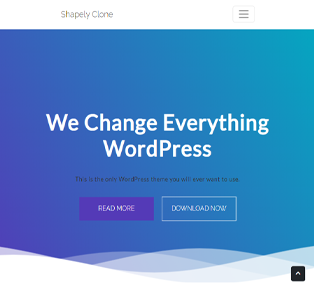 Shapely Clone
We Change Everything
WordPress
This is the only WordPress theme you will ever want to use.
READ MORE
DOWNLOAD NOW